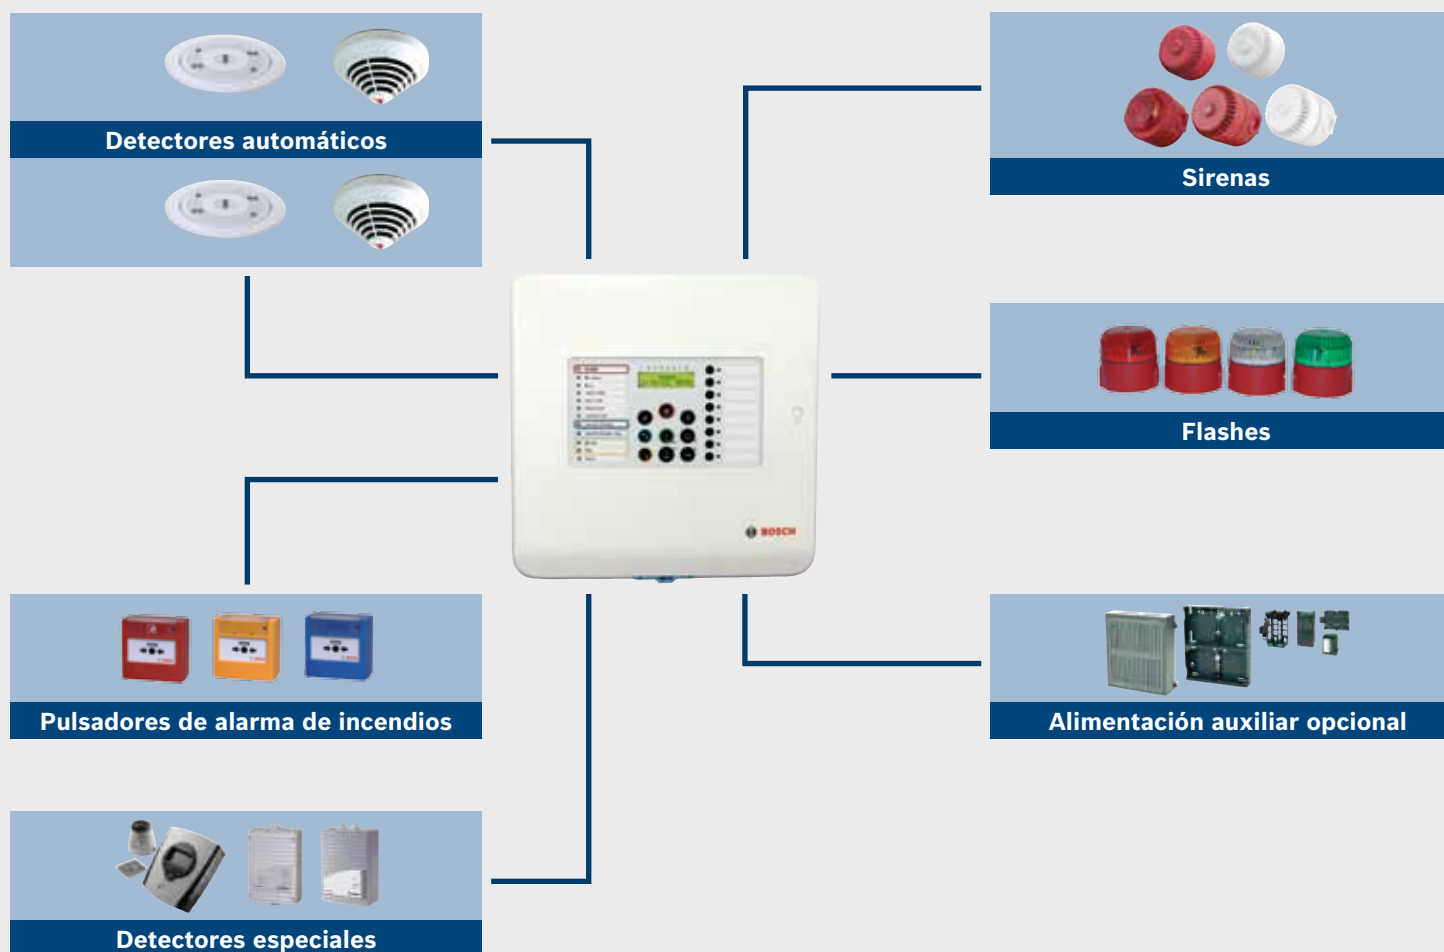 Detectores automáticos
Sirenas
BOSCH
Flashes
Pulsadores de alarma de incendios
Alimentación auxiliar opcional
Detectores especiales